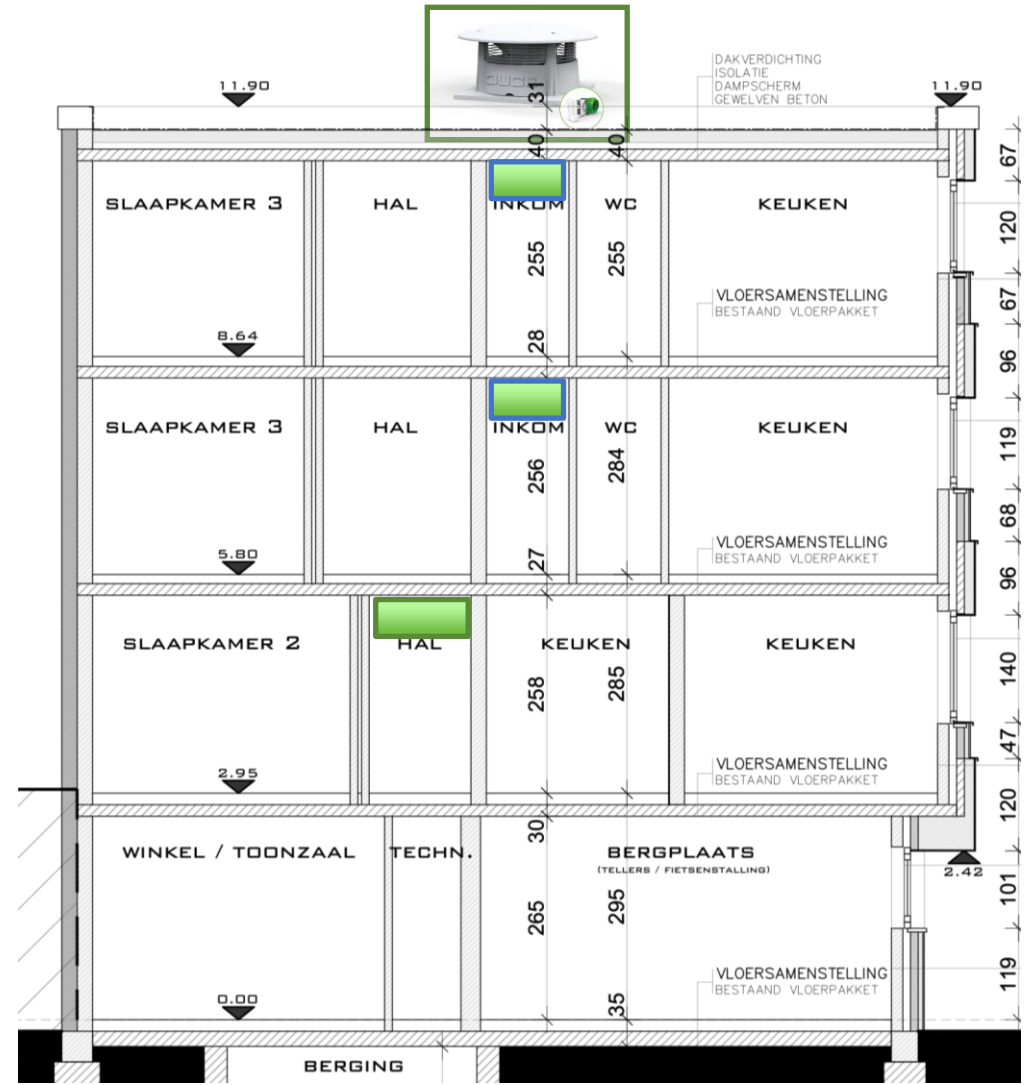 DUCO
31
DAKVERDICHTING
ISOLATIE
DAMPSCHERM
GEWELVEN BETON
11.90
11.90
40
40
67
SLAAPKAMER 3
HAL
INKOM
WC
KEUKEN
120
255
255
VLOERSAMENSTELLING
BESTAAND VLOERPAKKET
67
8.64
28
96
SLAAPKAMER 3
HAL
INKOM
WC
KEUKEN
119
256
284
68
VLOERSAMENSTELLING
BESTAAND VLOERPAKKET
5.80
27
96
SLAAPKAMER 2
HAL
KEUKEN
KEUKEN
140
258
285
47
VLOERSAMENSTELLING
BESTAAND VLOERPAKKET
2.95
120
30
WINKEL / TOONZAAL
TECHN.
BERGPLAATS
(TELLERS / FIETSENSTALLING)
2.42
101
265
295
VLOERSAMENSTELLING
BESTAAND VLOERPAKKET
119
0.00
35
BERGING